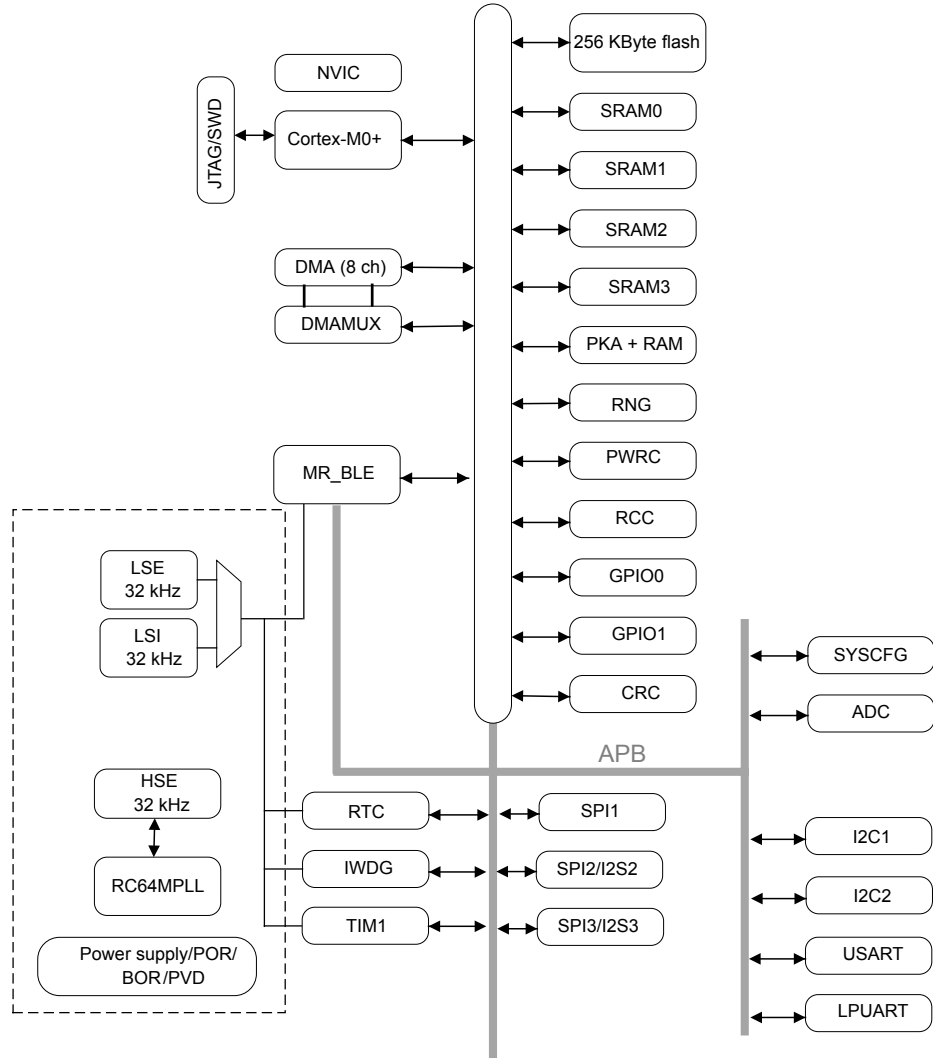 256 KByte flash
NVIC
JTAG/SWD
Cortex-M0+
SRAM0
SRAM1
SRAM2
DMA (8 ch)
SRAM3
DMAMUX
PKA + RAM
RNG
MR_BLE
PWRC
RCC
LSE
32 kHz
GPIO0
LSI
32 kHz
GPIO1
SYSCFG
CRC
ADC
APB
HSE
32 kHz
RTC
SPI1
I2C1
RC64MPLL
IWDG
SPI2/I2S2
I2C2
TIM1
SPI3/I2S3
Power supply/POR/
BOR/PVD
USART
LPUART